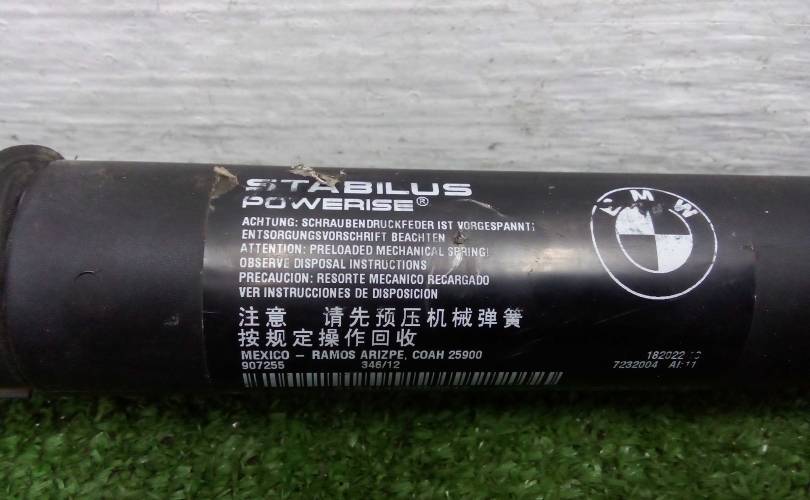 STABILUS
POWERISE®
ACHTUNG: SCHRAUBENDRUCKFEDER IST VORGESPANNT;
ENTSORGUNGSVORSCHRIFT BEACHTEN
ATTENTION: PRELOADED MECHANICAL SPRING!
OBSERVE DISPOSAL INSTRUCTIONS
PRECAUCION: RESORTE MECANICO RECARGADO
VER INSTRUCCIONES DE DISPOSICION
注意 请先预压机械弹簧
按规定操作回收
MEXICO - RAMOS ARIZPE, COAH 25900
907255 346/12
BMW
7232004 AI:11